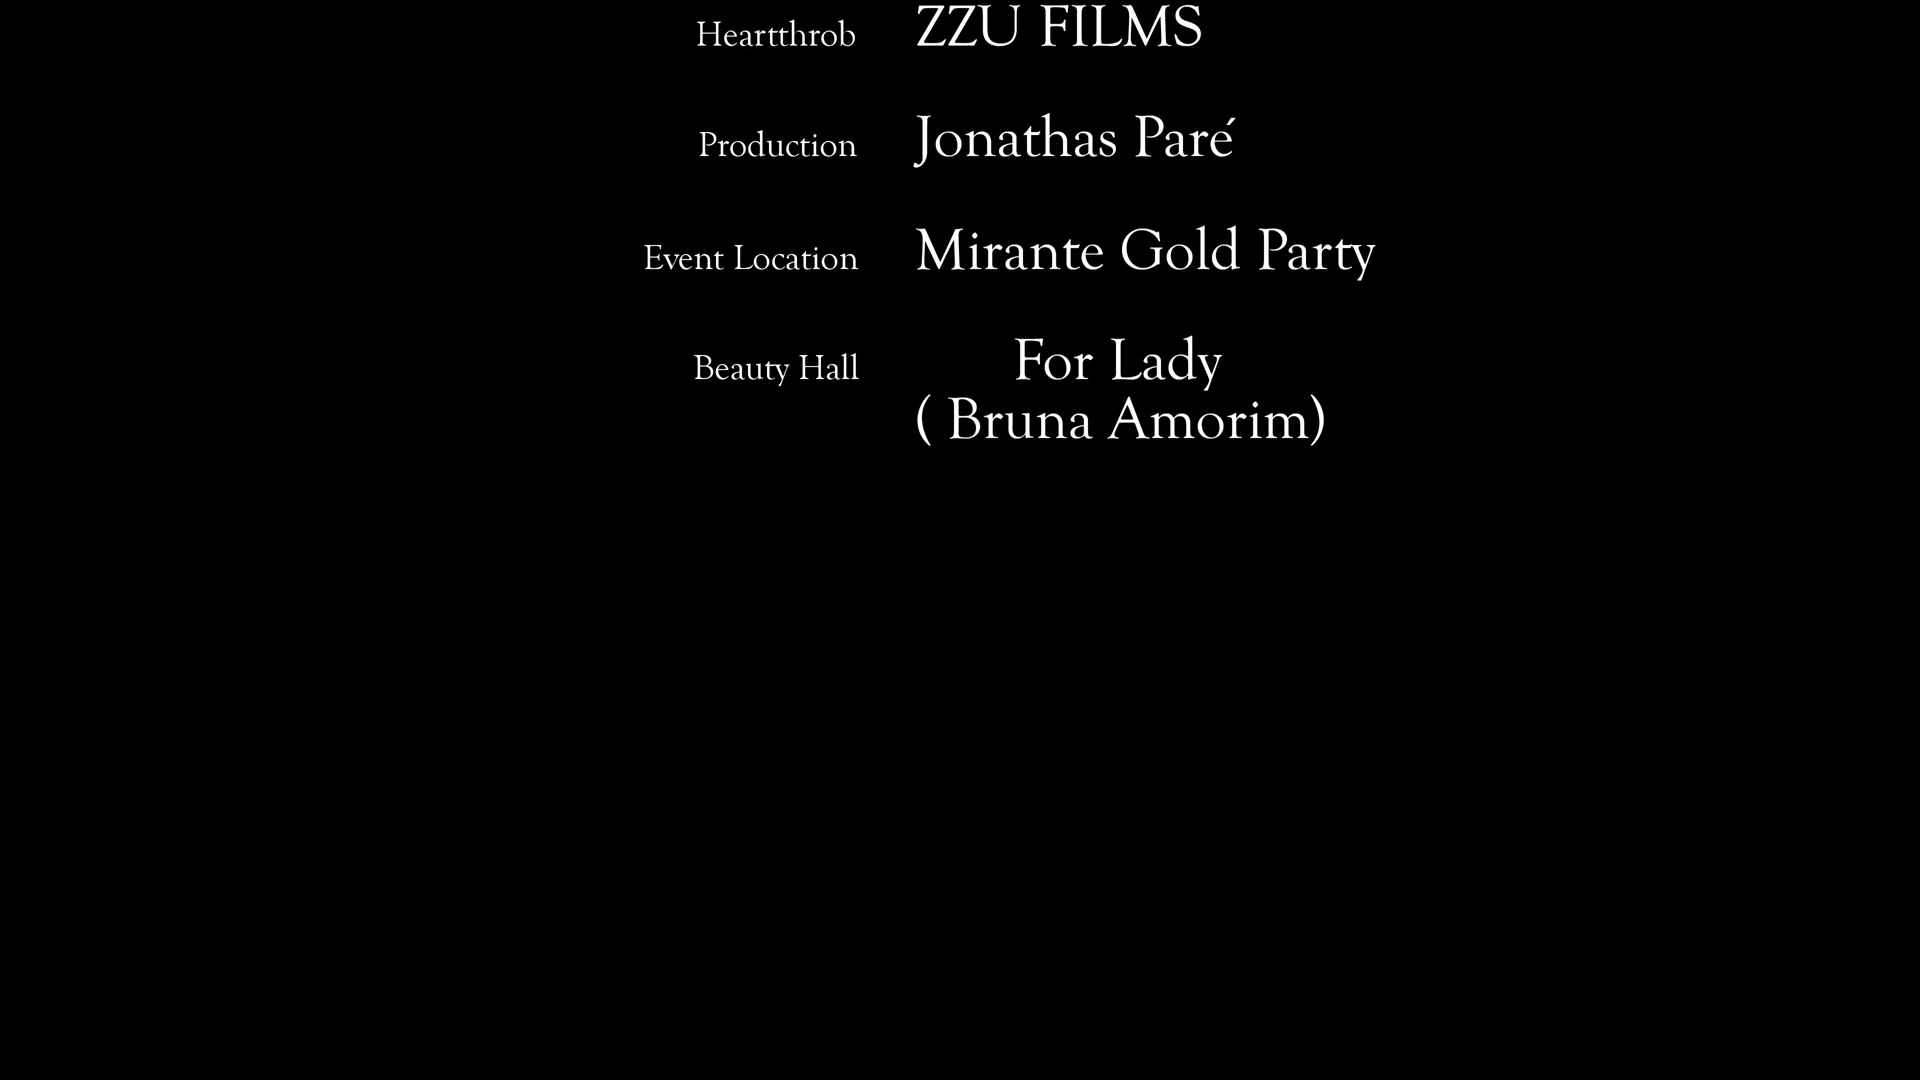 Heartthrob ZZU FILMS
Production Jonathas Paré
Event Location Mirante Gold Party
Beauty Hall For Lady
( Bruna Amorim)